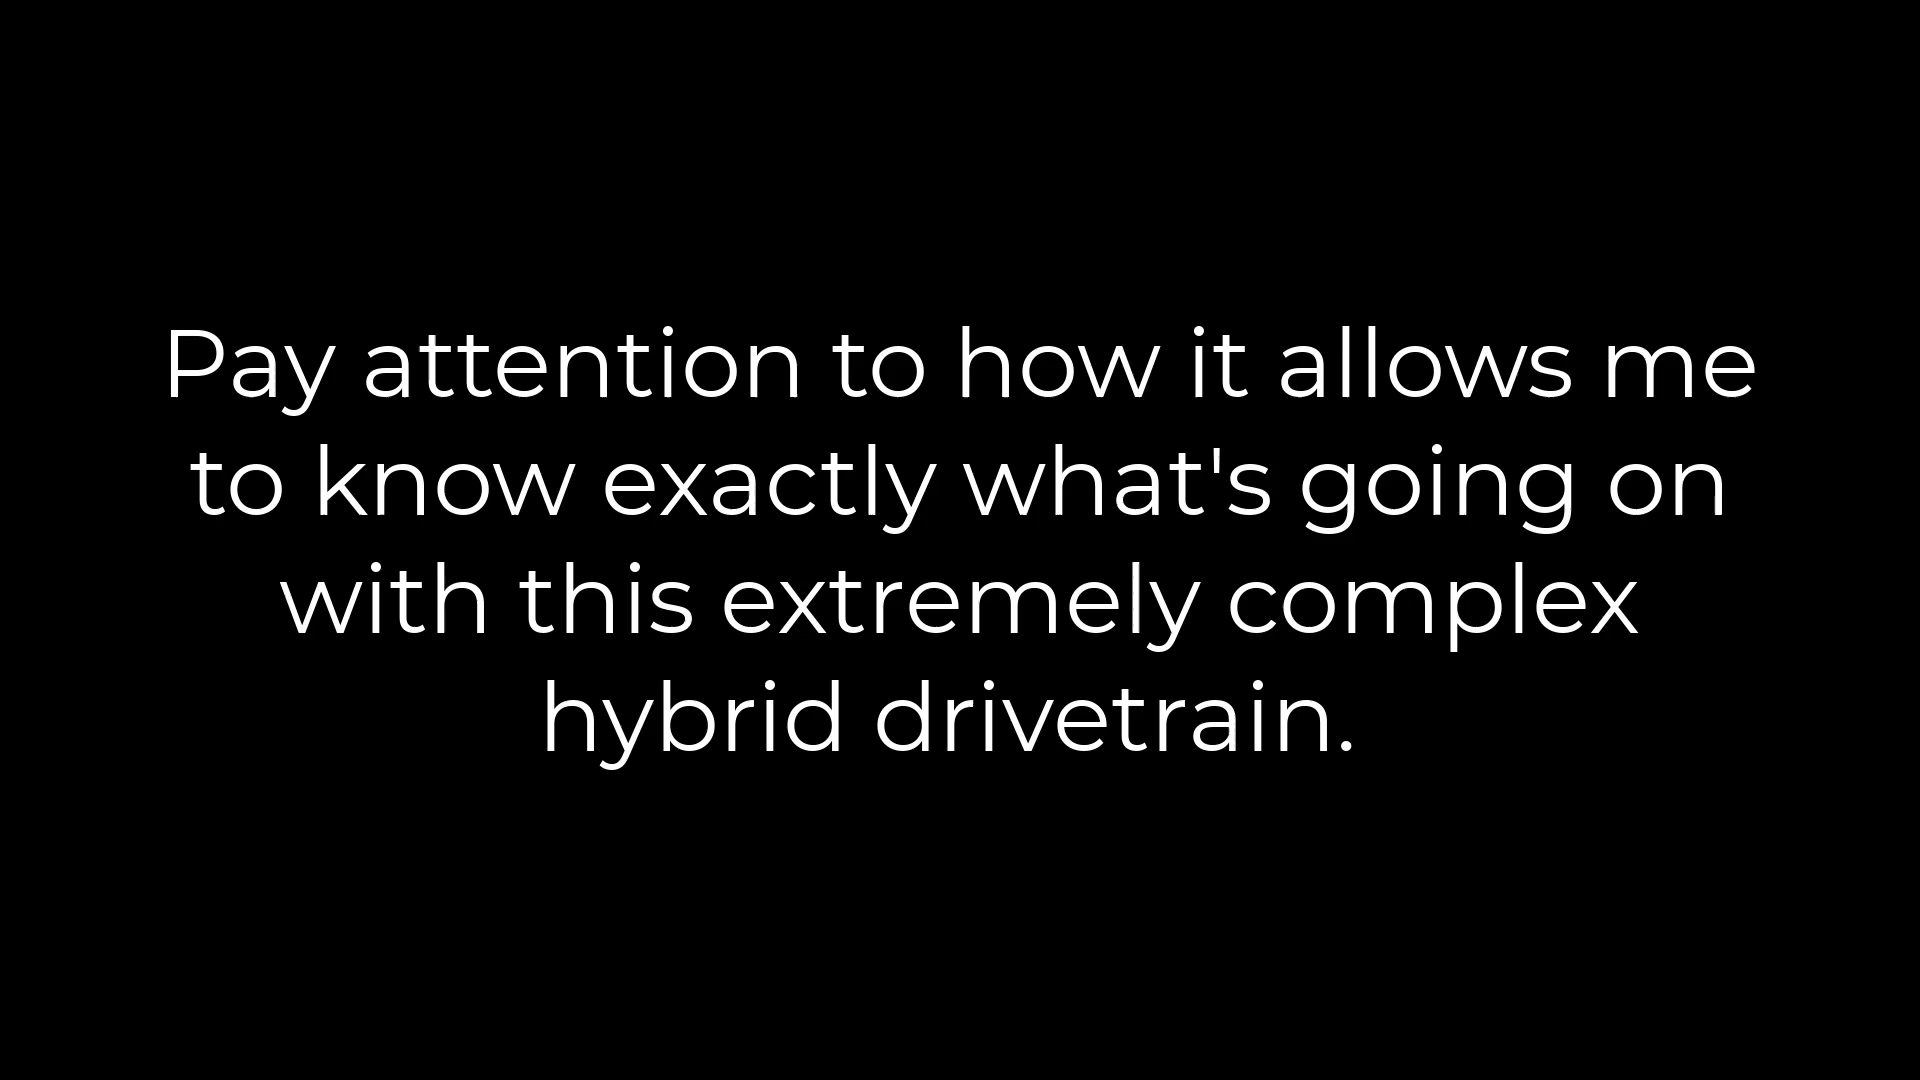 Pay attention to how it allows me
to know exactly what's going on
with this extremely complex
hybrid drivetrain.